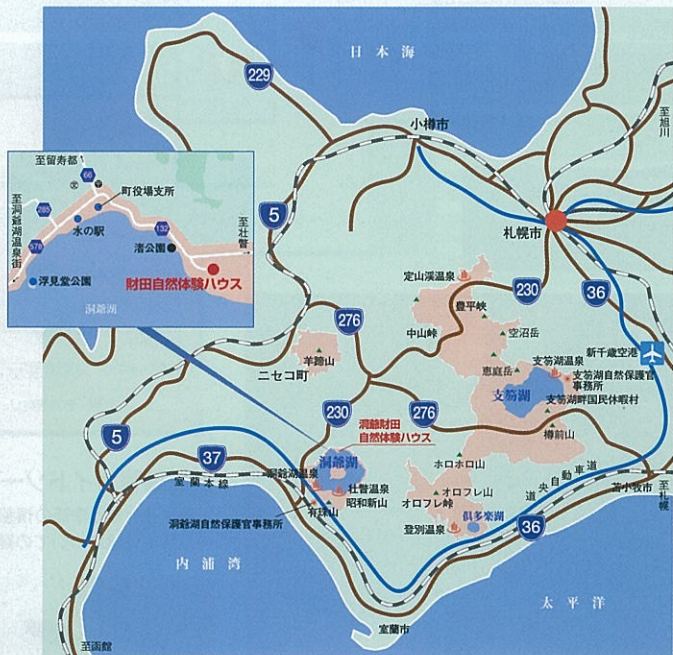 日本海
229
小樽市
至旭川
至留寿都
66
町役場支所
285
至洞爺湖温泉街
水の駅
132
渚公園
至壮瞥
578
浮見堂公園
財田自然体験ハウス
洞爺湖
5
札幌市
定山渓温泉
230
36
豊平峡
276
中山峠
空沼岳
新千歳空港
羊蹄山
恵庭岳
支笏湖温泉
支笏湖自然保護官
事務所
ニセコ町
支笏湖
支笏湖畔国民休暇村
230
276
洞爺財田
自然体験ハウス
樽前山
5
37
洞爺湖
ホロホロ山
洞爺湖温泉
室蘭本線
壮瞥温泉
オロフレ山
道央自動車道
苫小牧市
至札幌
昭和新山
オロフレ峠
有珠山
倶多楽湖
洞爺湖自然保護官事務所
登別温泉
36
内浦湾
太平洋
室蘭市
至函館